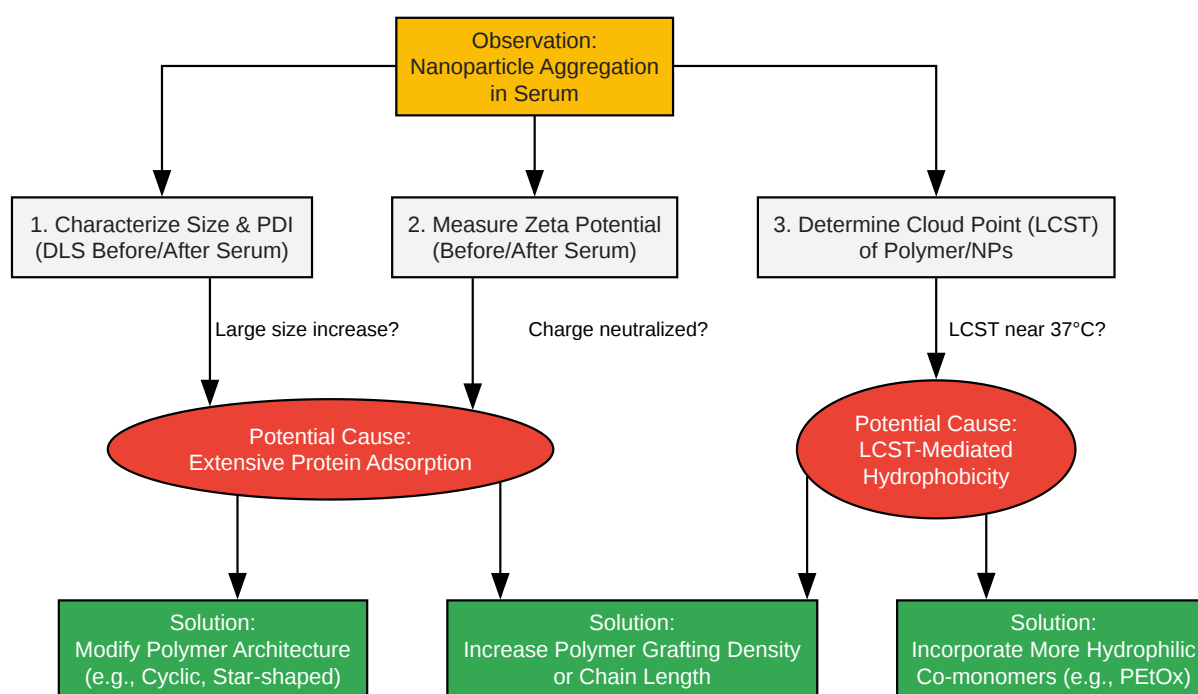 Observation:
Nanoparticle Aggregation
in Serum
1. Characterize Size & PDI
(DLS Before/After Serum)
2. Measure Zeta Potential
(Before/After Serum)
3. Determine Cloud Point (LCST)
of Polymer/NPs
Large size increase?
Charge neutralized?
LCST near 37°C?
Potential Cause:
Extensive Protein Adsorption
Potential Cause:
LCST-Mediated
Hydrophobicity
Solution:
Modify Polymer Architecture
(e.g., Cyclic, Star-shaped)
Solution:
Increase Polymer Grafting Density
or Chain Length
Solution:
Incorporate More Hydrophilic
Co-monomers (e.g., PEtOx)